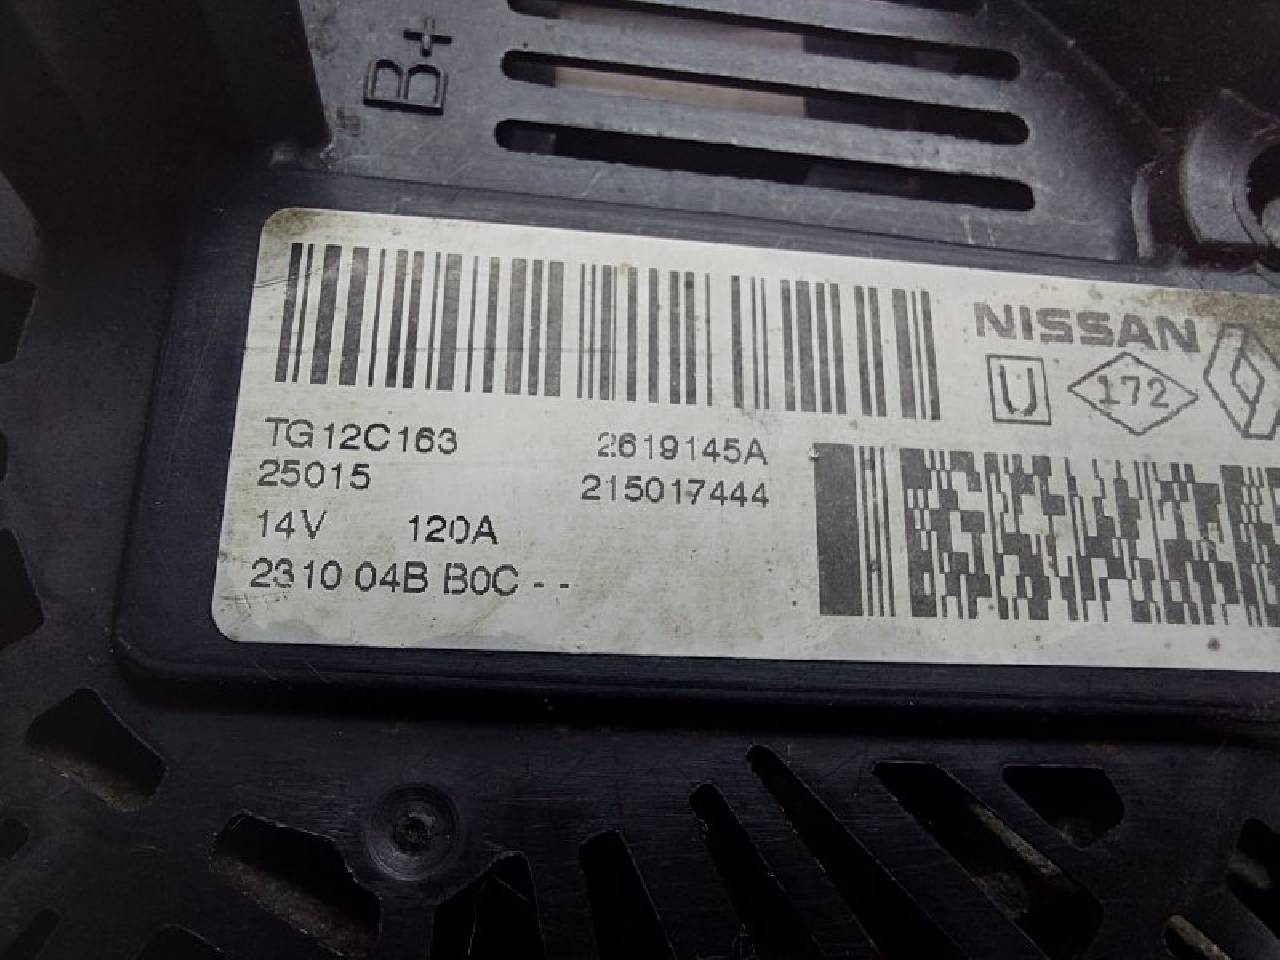 B+
NISSAN
U 172
TG12C163 2619145A
25015 215017444
14V 120A
2310 04B B0C - -